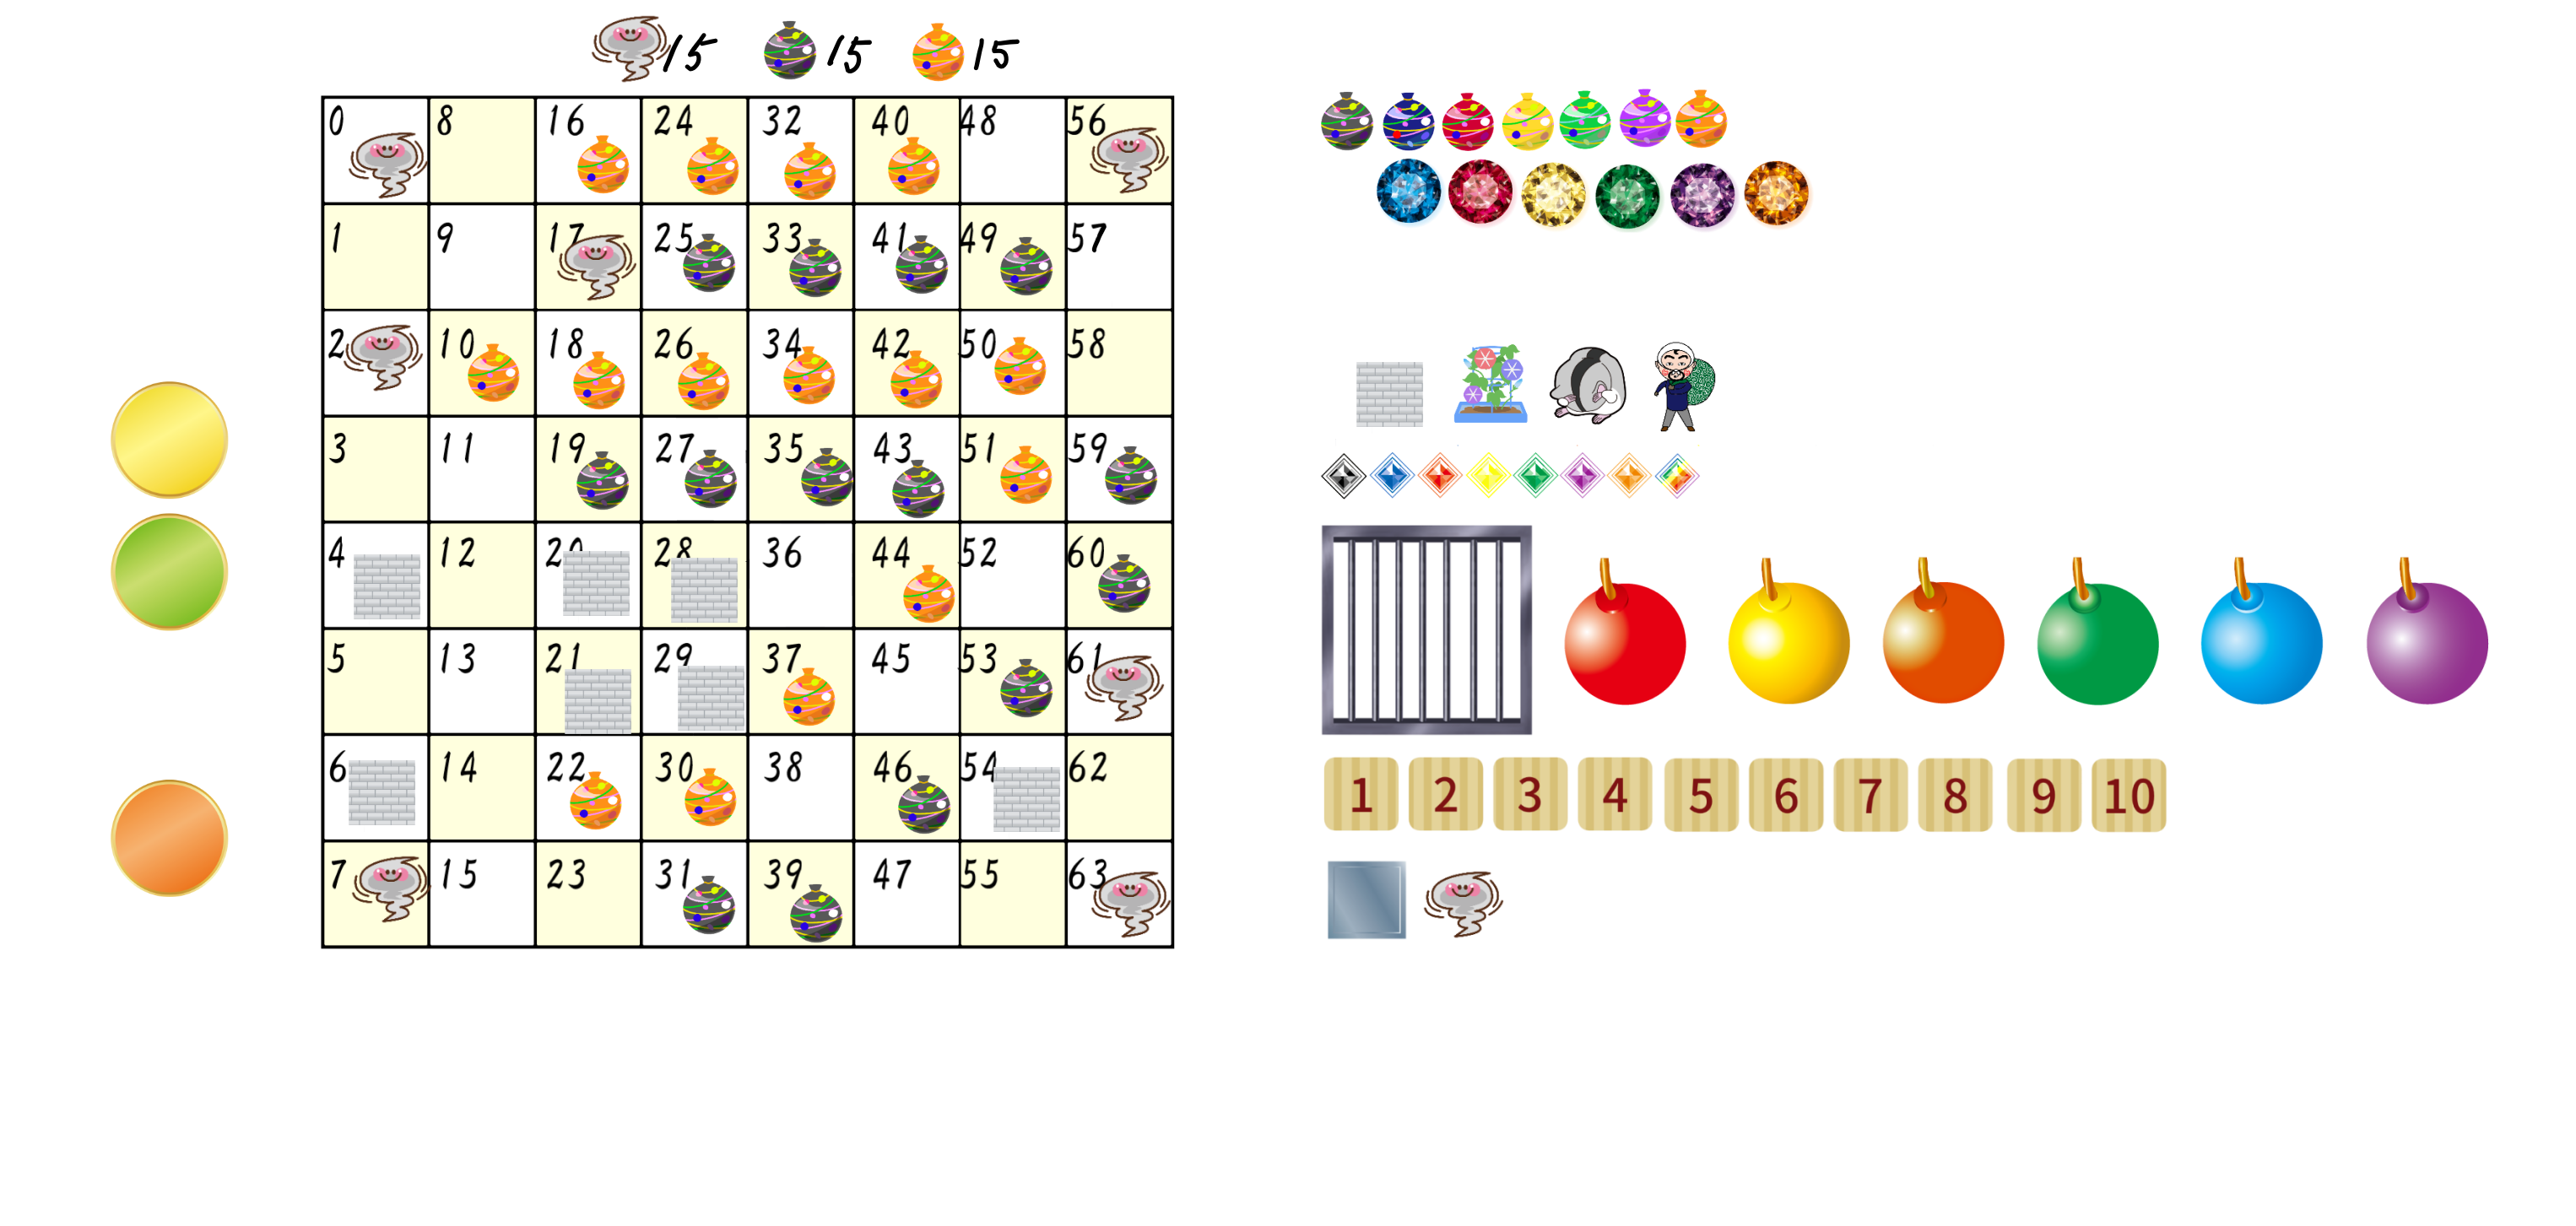 15 15 15
0 8 16 24 32 40 48 56
1 9 17 25 33 41 49 57
2 10 18 26 34 42 50 58
3 11 19 27 35 43 51 59
4 12 20 28 36 44 52 60
5 13 21 29 37 45 53 61
6 14 22 30 38 46 54 62
7 15 23 31 39 47 55 63
1 2 3 4 5 6 7 8 9 10